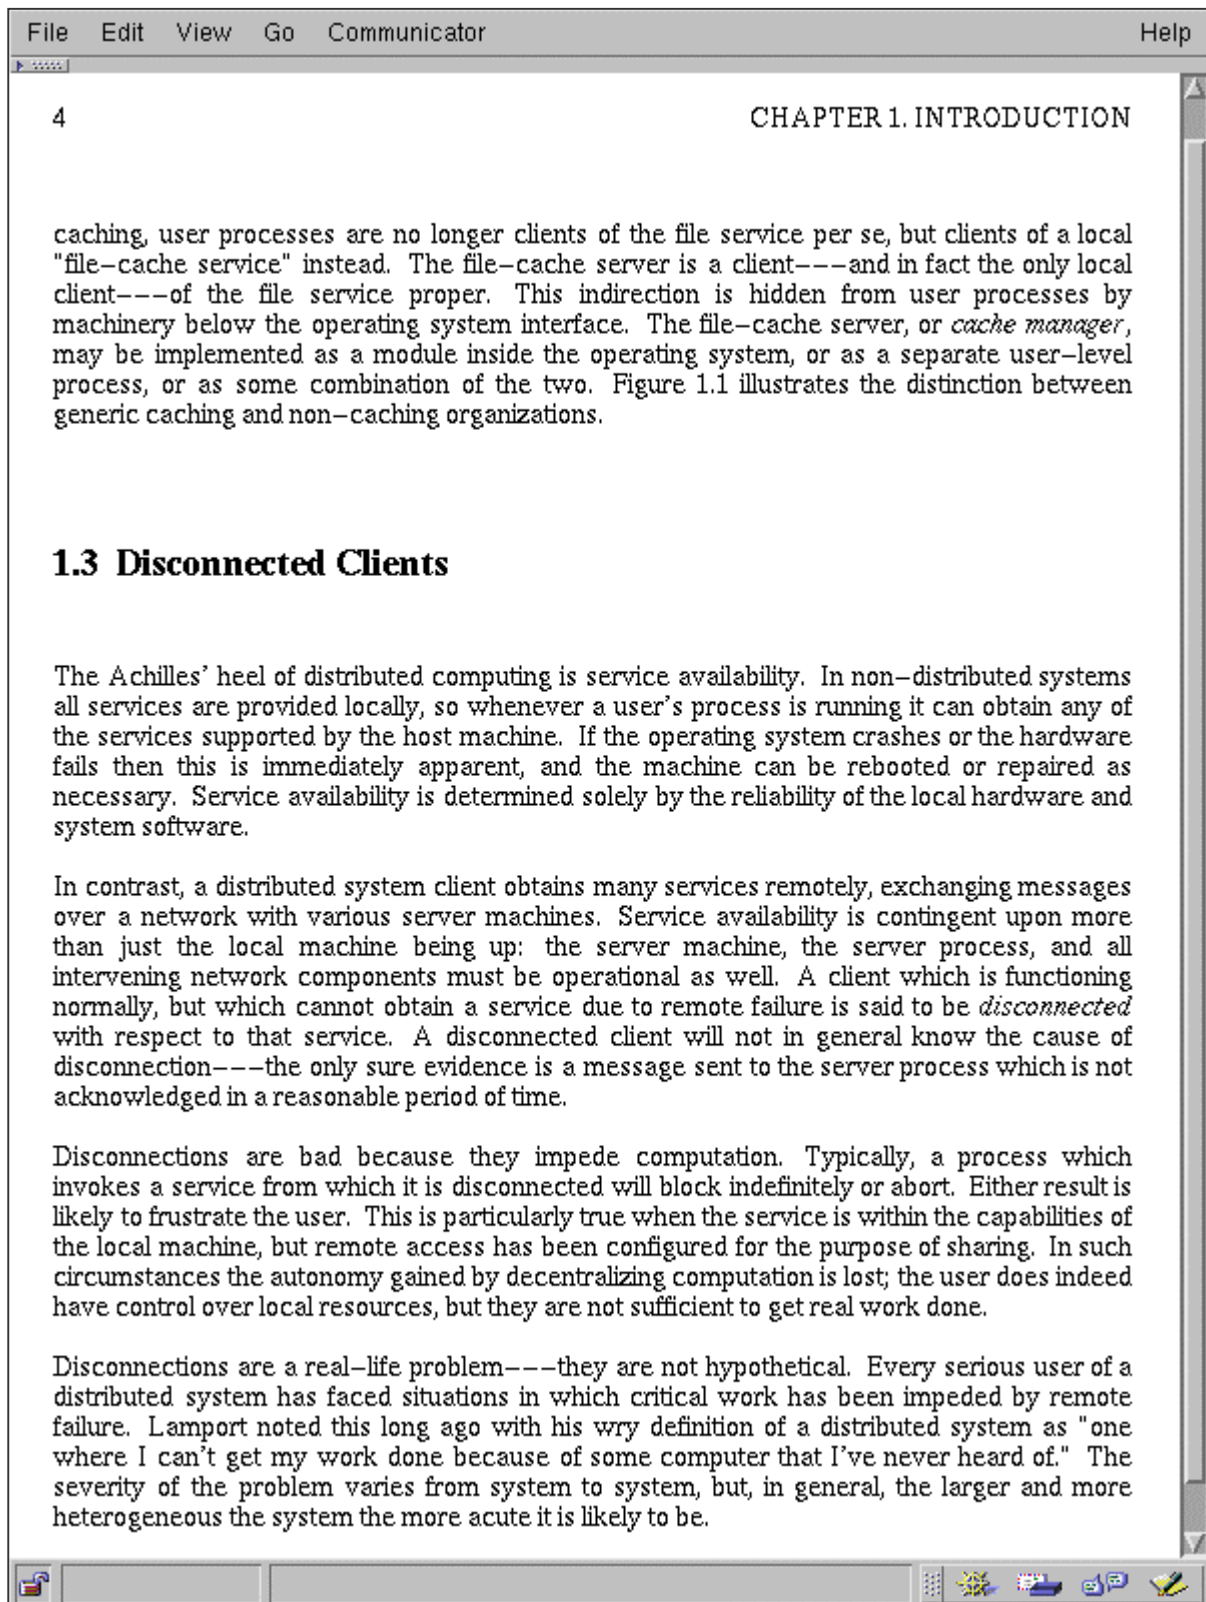 File Edit View Go Communicator Help
4 CHAPTER 1. INTRODUCTION
caching, user processes are no longer clients of the file service per se, but clients of a local
"file–cache service" instead. The file–cache server is a client–––and in fact the only local
client–––of the file service proper. This indirection is hidden from user processes by
machinery below the operating system interface. The file–cache server, or cache manager,
may be implemented as a module inside the operating system, or as a separate user–level
process, or as some combination of the two. Figure 1.1 illustrates the distinction between
generic caching and non–caching organizations.
1.3 Disconnected Clients
The Achilles' heel of distributed computing is service availability. In non–distributed systems
all services are provided locally, so whenever a user's process is running it can obtain any of
the services supported by the host machine. If the operating system crashes or the hardware
fails then this is immediately apparent, and the machine can be rebooted or repaired as
necessary. Service availability is determined solely by the reliability of the local hardware and
system software.
In contrast, a distributed system client obtains many services remotely, exchanging messages
over a network with various server machines. Service availability is contingent upon more
than just the local machine being up: the server machine, the server process, and all
intervening network components must be operational as well. A client which is functioning
normally, but which cannot obtain a service due to remote failure is said to be disconnected
with respect to that service. A disconnected client will not in general know the cause of
disconnection–––the only sure evidence is a message sent to the server process which is not
acknowledged in a reasonable period of time.
Disconnections are bad because they impede computation. Typically, a process which
invokes a service from which it is disconnected will block indefinitely or abort. Either result is
likely to frustrate the user. This is particularly true when the service is within the capabilities of
the local machine, but remote access has been configured for the purpose of sharing. In such
circumstances the autonomy gained by decentralizing computation is lost; the user does indeed
have control over local resources, but they are not sufficient to get real work done.
Disconnections are a real–life problem–––they are not hypothetical. Every serious user of a
distributed system has faced situations in which critical work has been impeded by remote
failure. Lamport noted this long ago with his wry definition of a distributed system as "one
where I can't get my work done because of some computer that I've never heard of." The
severity of the problem varies from system to system, but, in general, the larger and more
heterogeneous the system the more acute it is likely to be.